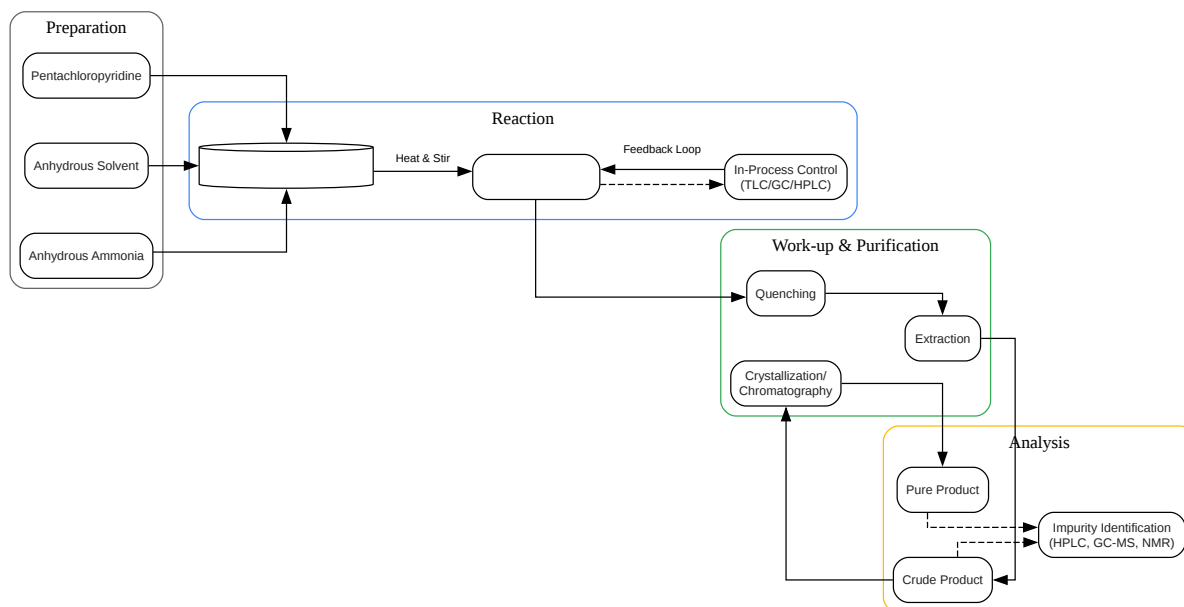 Preparation
Pentachloropyridine
Anhydrous Solvent
Anhydrous Ammonia
Reaction
Heat & Stir
Feedback Loop
In-Process Control
(TLC/GC/HPLC)
Work-up & Purification
Quenching
Extraction
Crystallization/
Chromatography
Analysis
Pure Product
Impurity Identification
(HPLC, GC-MS, NMR)
Crude Product